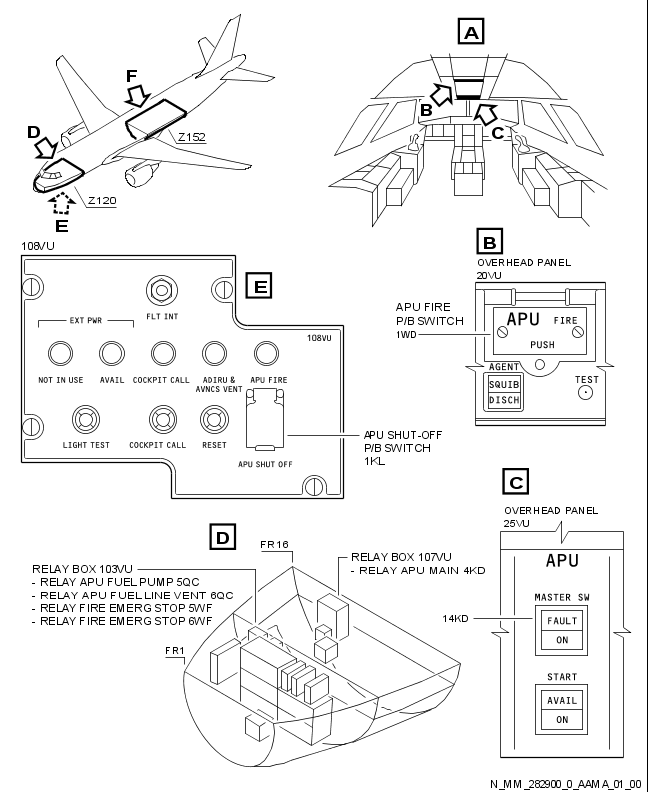 A
F
D
Z152
B
C
Z120
E
108VU
E
B
OVERHEAD PANEL
20VU
FLT INT
EXT PWR
108VU
APU FIRE
P/B SWITCH
1WD
APU FIRE
PUSH
NOT IN USE AVAIL COCKPIT CALL ADIRU & AVNCS VENT APU FIRE
AGENT
SQUIB
DISCH
TEST
LIGHT TEST COCKPIT CALL RESET
APU SHUT OFF
APU SHUT-OFF
P/B SWITCH
1KL
C
OVERHEAD PANEL
25VU
D
FR16
RELAY BOX 103VU
- RELAY APU FUEL PUMP 5QC
- RELAY APU FUEL LINE VENT 6QC
- RELAY FIRE EMERG STOP 5WF
- RELAY FIRE EMERG STOP 6WF
RELAY BOX 107VU
- RELAY APU MAIN 4KD
FR1
APU
MASTER SW
14KD
FAULT
ON
START
AVAIL
ON
N_MM_282900_0_AAMA_01_00